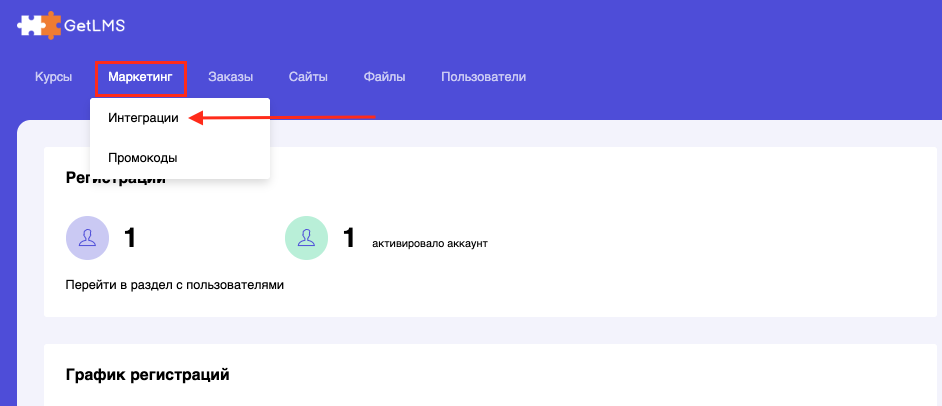 GetLMS
Курсы Маркетинг Заказы Сайты Файлы Пользователи
Интеграции
Промокоды
Регистрации
1 1 активировало аккаунт
Перейти в раздел с пользователями
График регистраций